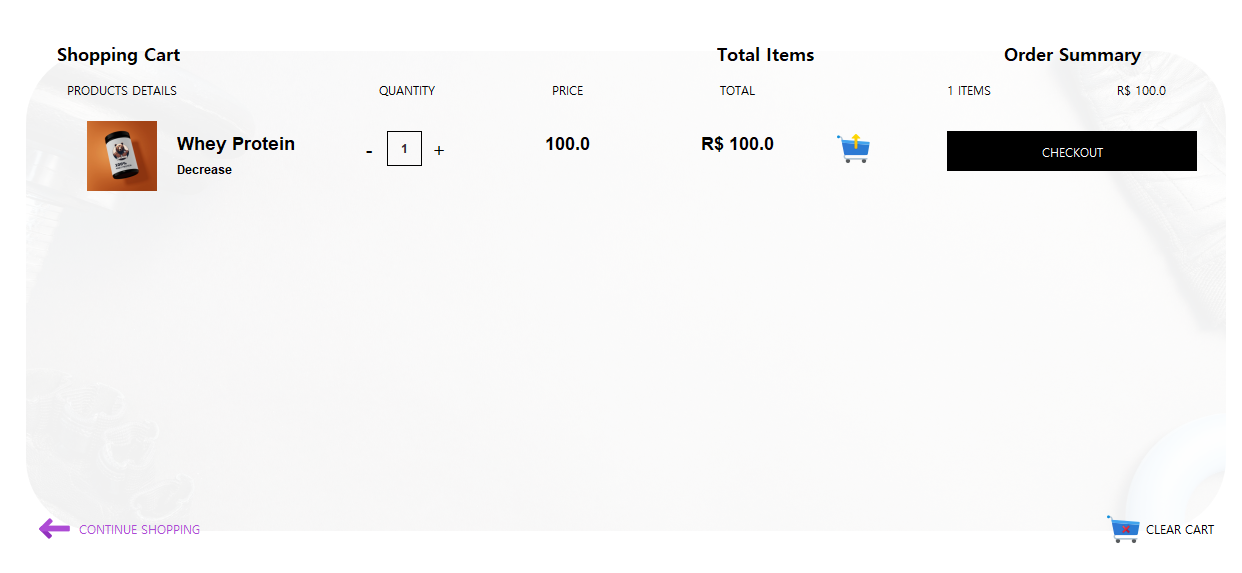 Shopping Cart Total Items Order Summary
PRODUCTS DETAILS QUANTITY PRICE TOTAL 1 ITEMS R$ 100.0
Whey Protein - 1 + 100.0 R$ 100.0 CHECKOUT
Decrease
CONTINUE SHOPPING CLEAR CART